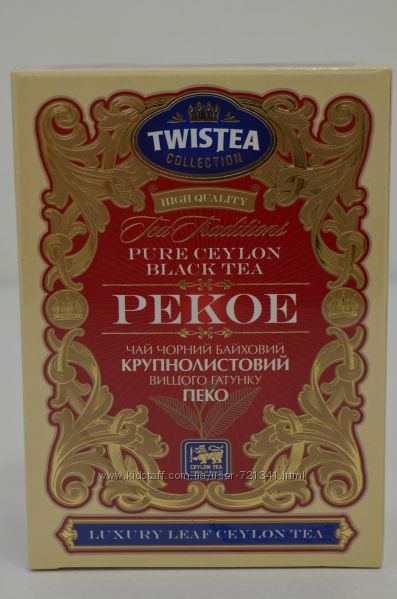 TWISTEA
COLLECTION
HIGH QUALITY
Tea Traditions
PURE CEYLON
BLACK TEA
PEKOE
ЧАЙ ЧОРНИЙ БАЙХОВИЙ
КРУПНОЛИСТОВИЙ
ВИЩОГО ГАТУНКУ
ПЕКО
CEYLON TEA
LUXURY LEAF CEYLON TEA